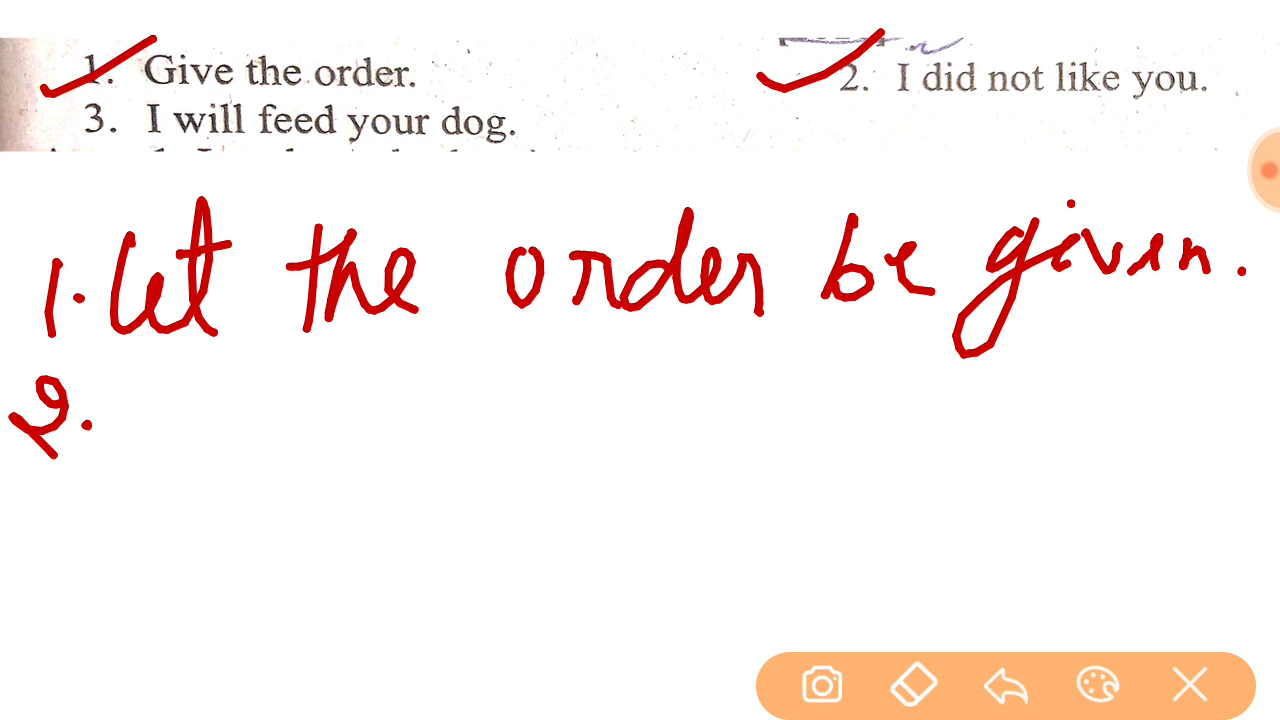 1. Give the order. 2. I did not like you.
3. I will feed your dog.
1. Let the order be given.
2.